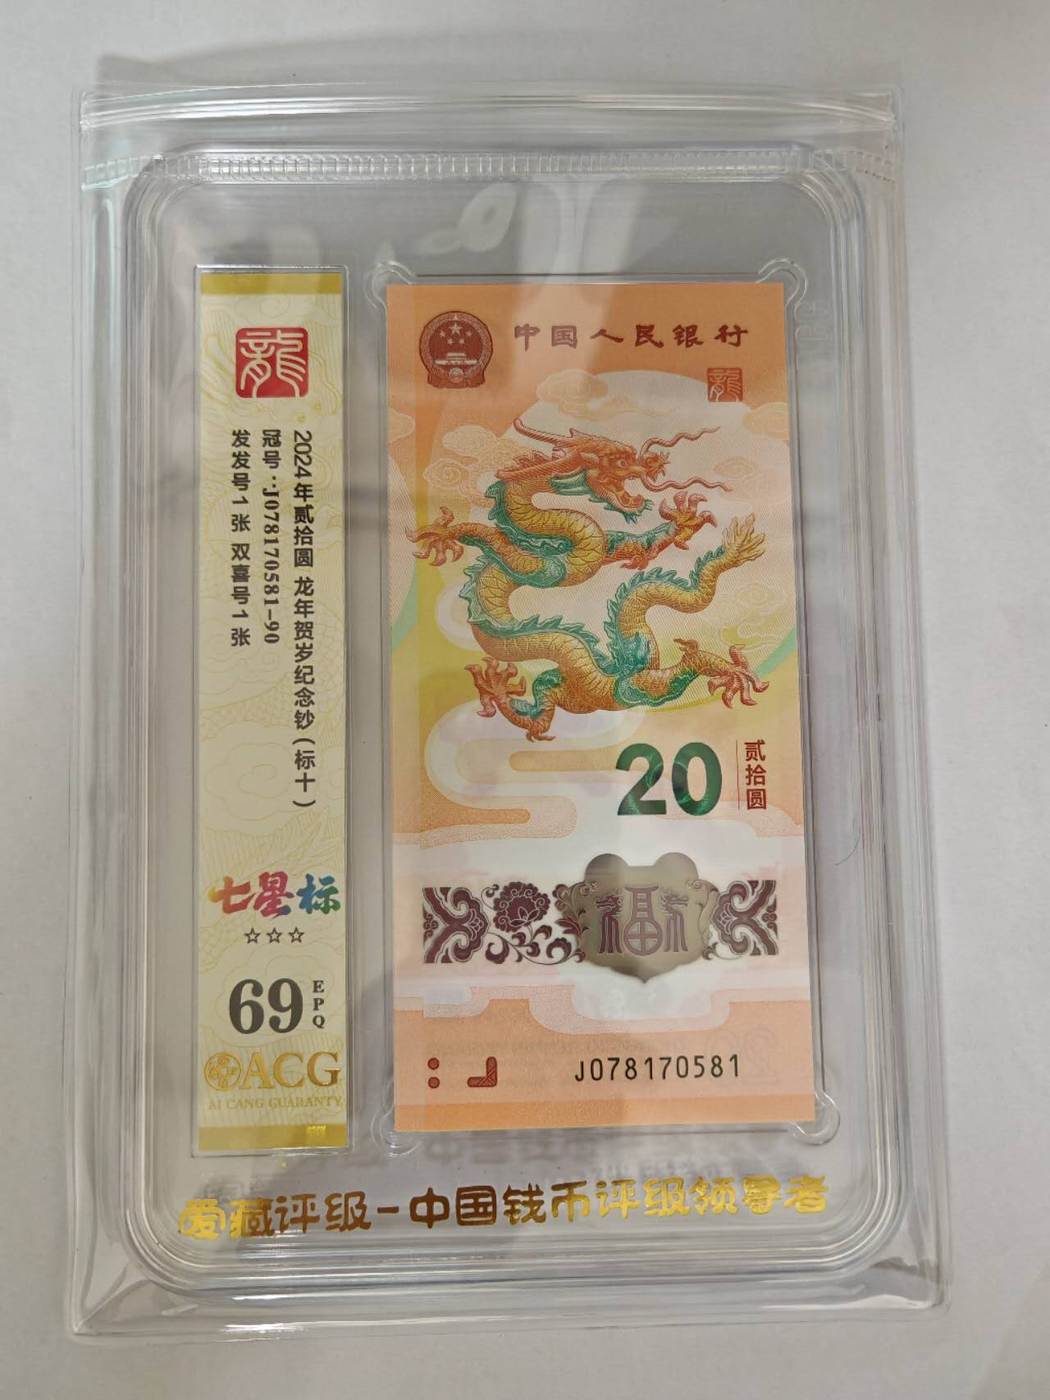 龍
2024年贰拾圆 龙年贺岁纪念钞(标十)
冠号:J078170581-90
发发号1张 双喜号1张
七星标
☆☆☆
69
EPQ
ACG
AI CANG GUARANTY
中国人民银行
龍
20
贰拾圆
福
J078170581
爱藏评级-中国钱币评级领导者